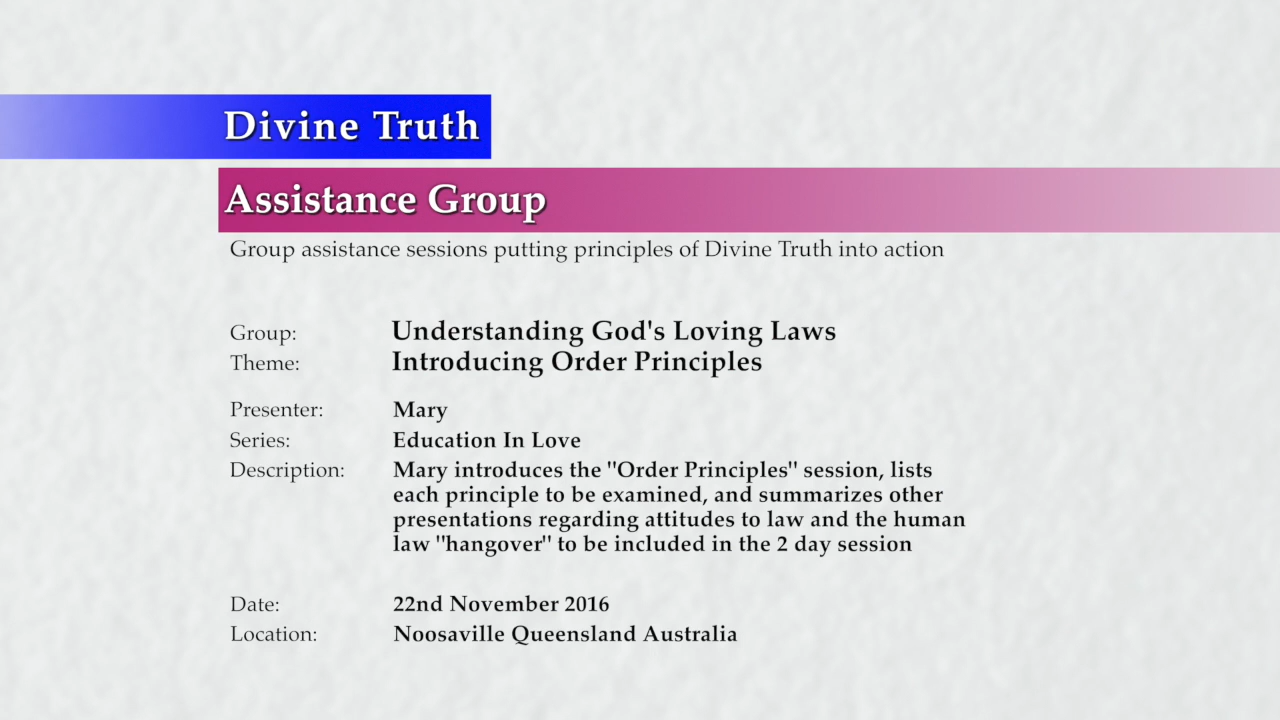 Divine Truth
Assistance Group
Group assistance sessions putting principles of Divine Truth into action
Group: Understanding God's Loving Laws
Theme: Introducing Order Principles
Presenter: Mary
Series: Education In Love
Description: Mary introduces the "Order Principles" session, lists
each principle to be examined, and summarizes other
presentations regarding attitudes to law and the human
law "hangover" to be included in the 2 day session
Date: 22nd November 2016
Location: Noosaville Queensland Australia